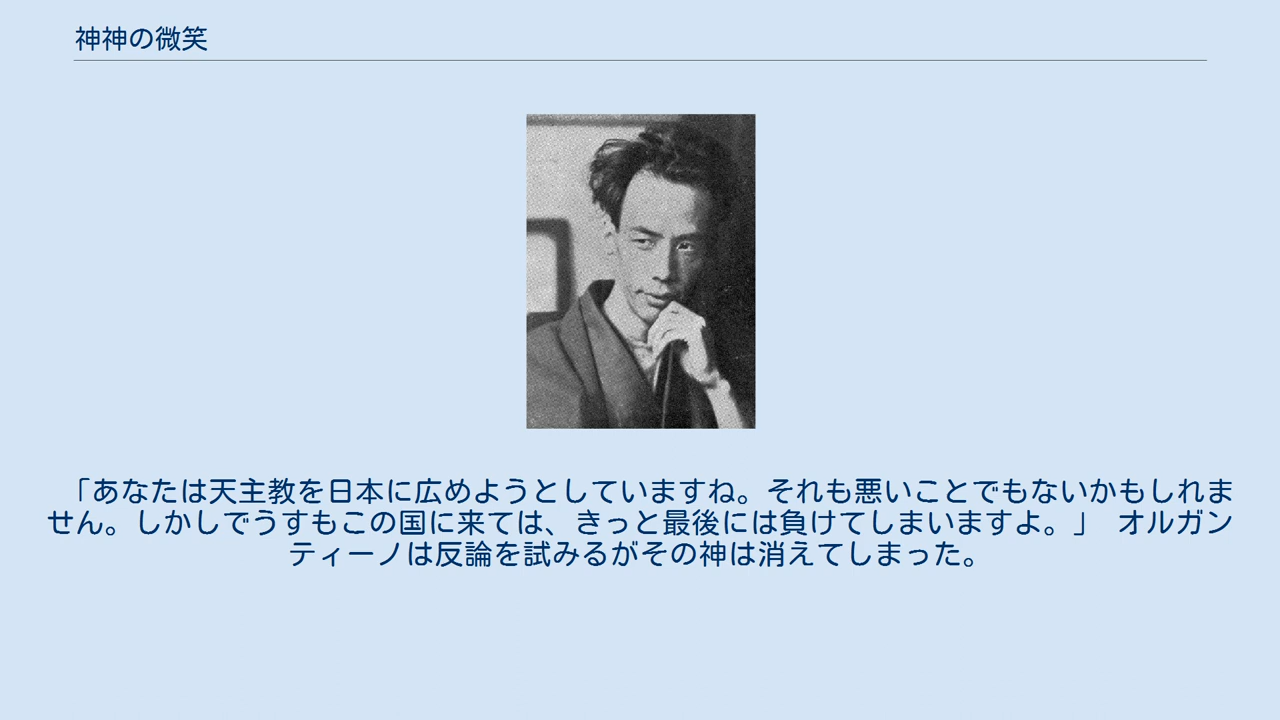 神神の微笑
「あなたは天主教を日本に広めようとしていますね。それも悪いことでもないかもしれま
せん。しかしでうすもこの国に来ては、きっと最後には負けてしまいますよ。」 オルガン
ティーノは反論を試みるがその神は消えてしまった。